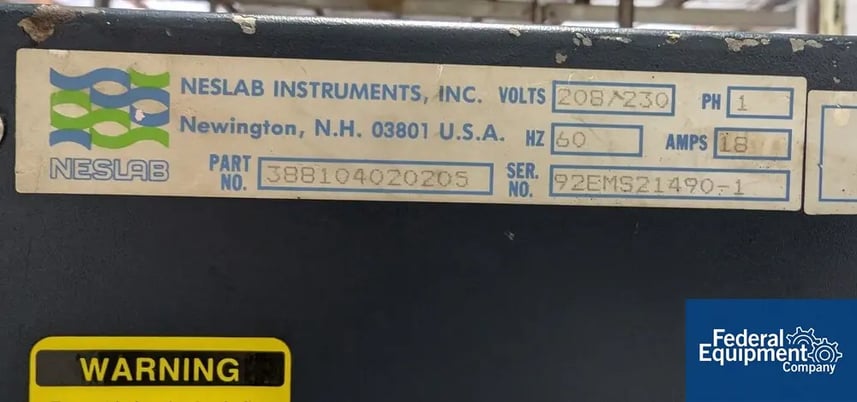 NESLAB INSTRUMENTS, INC. VOLTS 208/230 PH 1
Newington, N.H. 03801 U.S.A. HZ 60 AMPS 18
NESLAB PART NO. 388104020205 SER. NO. 92EMS21490-1
WARNING
Federal
Equipment
Company